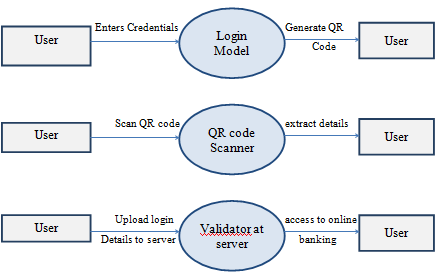 User
Enters Credentials
Login
Model
Generate QR
Code
User
User
Scan QR code
QR code
Scanner
extract details
User
User
Upload login
Details to server
Validator at
server
access to online
banking
User